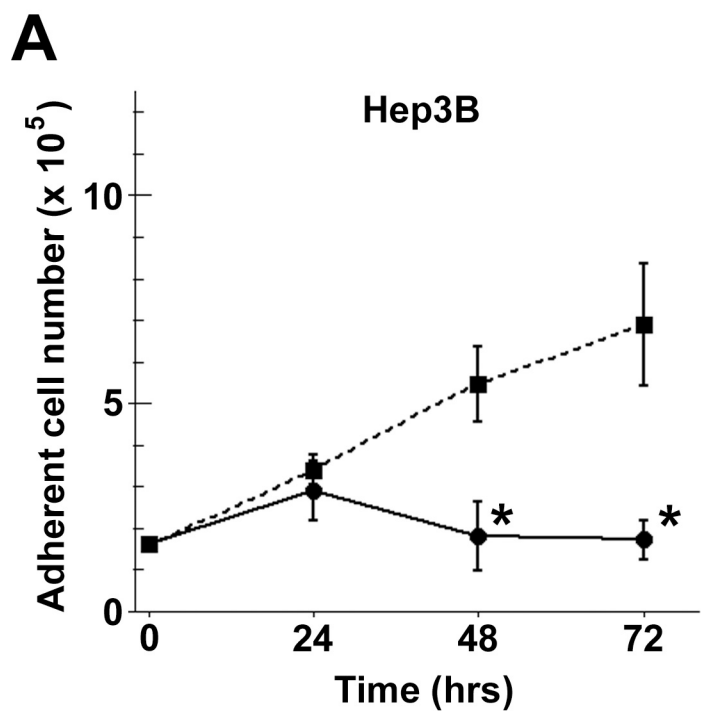 A
Hep3B
Adherent cell number (x 10⁵)
10
5
0
0 24 48 72
* *
Time (hrs)